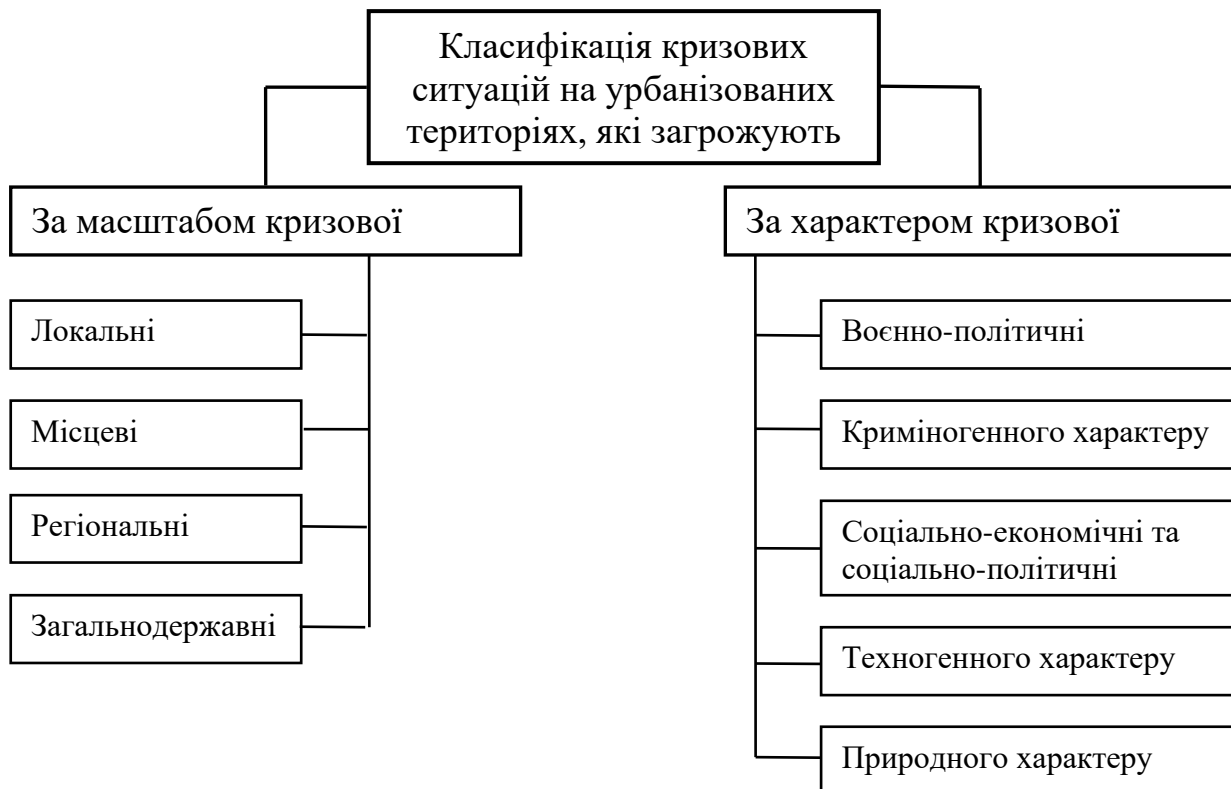 Класифікація кризових
ситуацій на урбанізованих
територіях, які загрожують
За масштабом кризової
Локальні
Місцеві
Регіональні
Загальнодержавні
За характером кризової
Воєнно-політичні
Криміногенного характеру
Соціально-економічні та
соціально-політичні
Техногенного характеру
Природного характеру